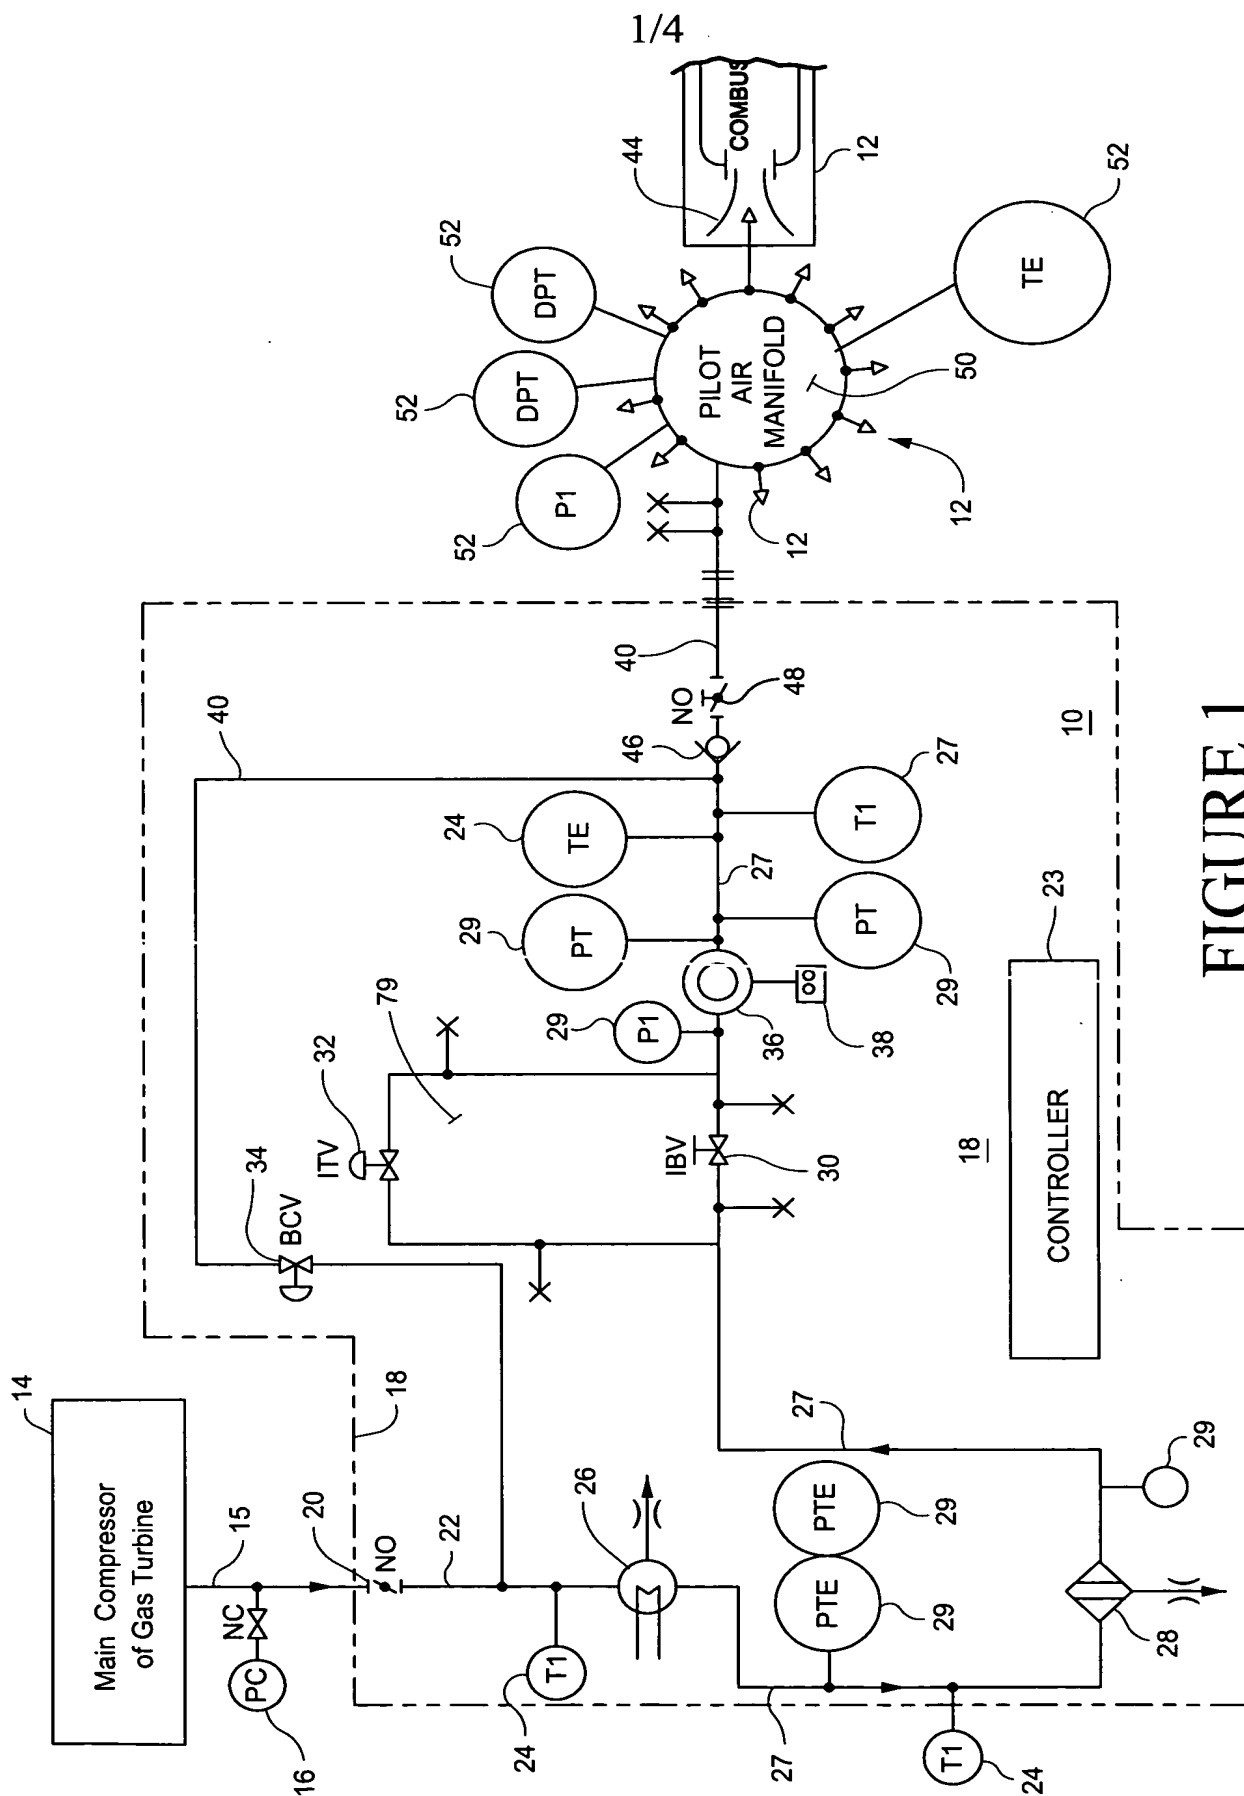 1/4
COMBUS
44
12
52
DPT
52
DPT
52
P1
52
TE
52
PILOT
AIR
MANIFOLD
50
12
12
40
NO
48
46
40
24
TE
27
T1
27
29
PT
PT
29
29
P1
36
38
79
32
ITV
34
BCV
IBV
30
10
23
18
CONTROLLER
FIGURE 1
14
Main Compressor
of Gas Turbine
15
NC
PC
16
18
20
NO
22
24
T1
26
27
PTE
29
PTE
29
27
T1
24
28
29